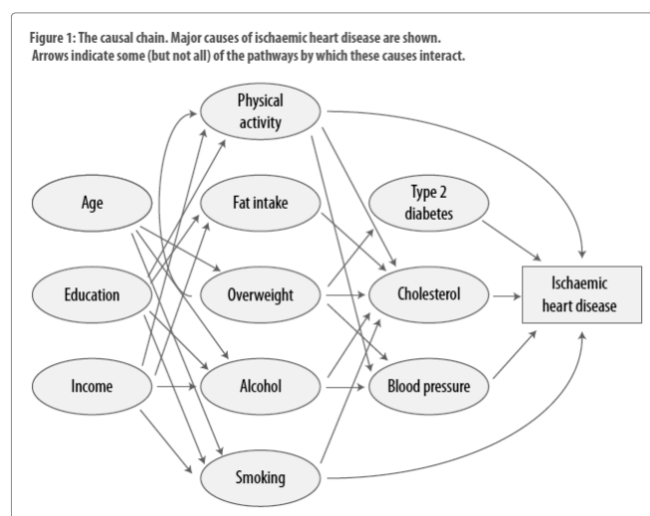 Figure 1: The causal chain. Major causes of ischaemic heart disease are shown.
Arrows indicate some (but not all) of the pathways by which these causes interact.
Physical
activity
Age
Fat intake
Type 2
diabetes
Education
Overweight
Cholesterol
Ischaemic
heart disease
Income
Alcohol
Blood pressure
Smoking